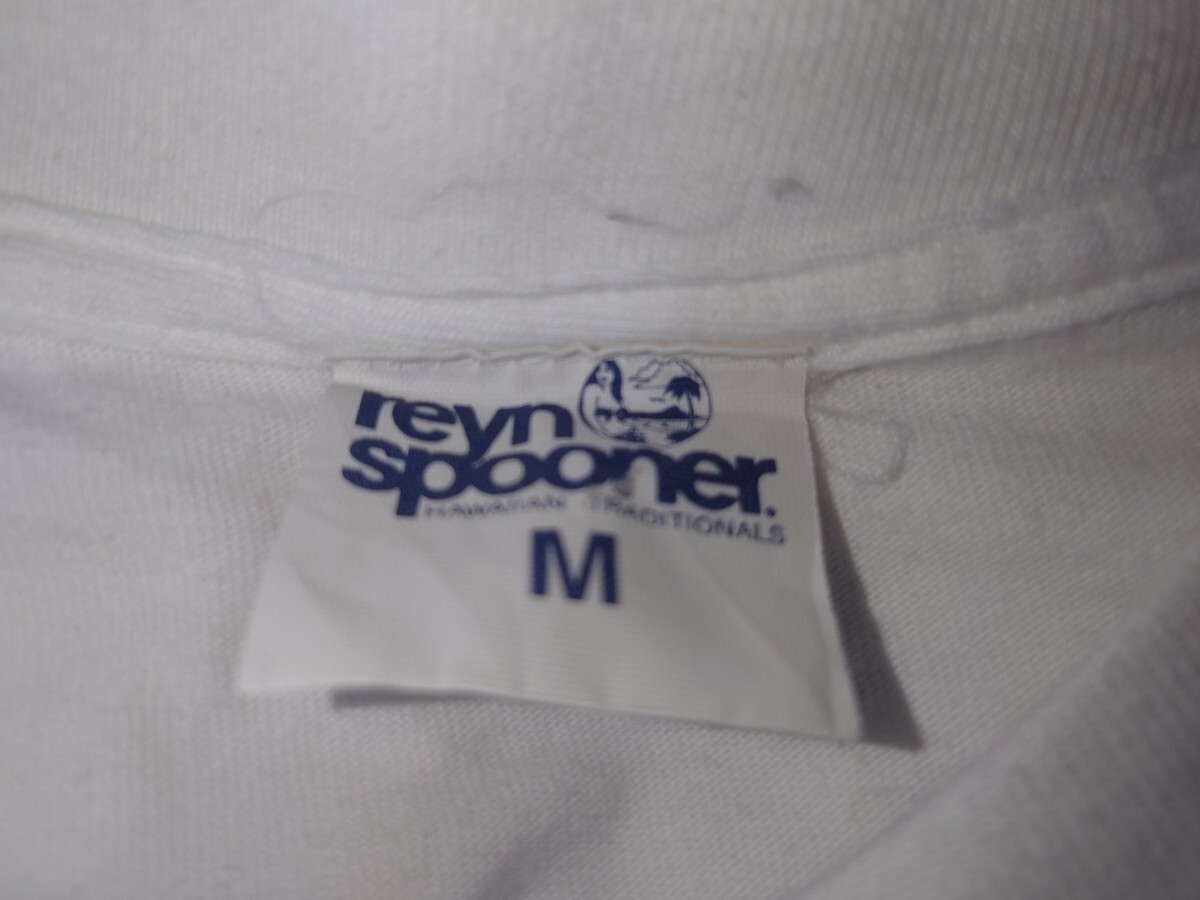 reyn
spooner.
HAWAIIAN TRADITIONALS
M